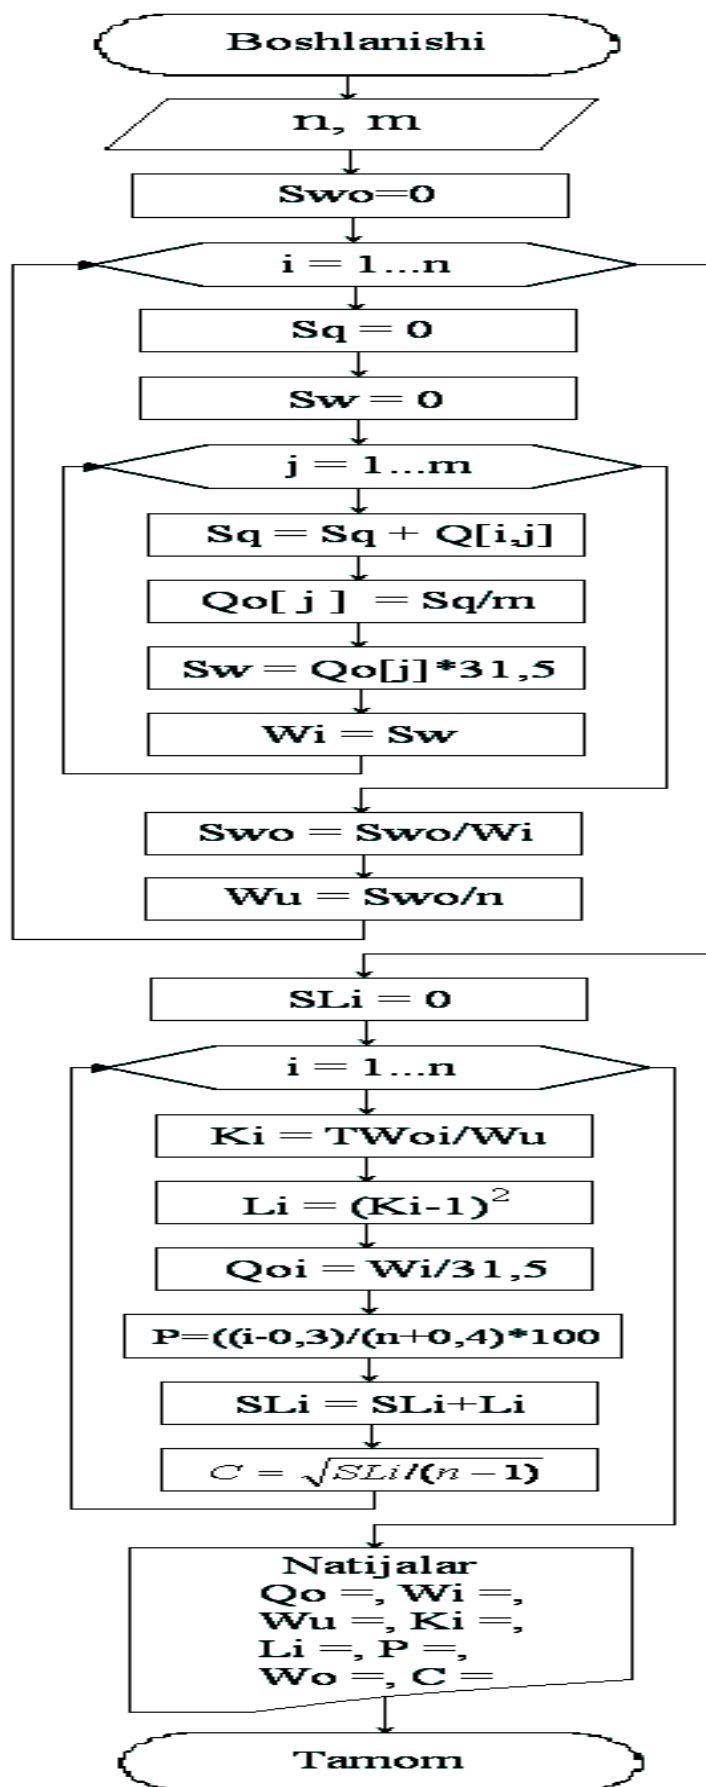 Boshlanishi
n, m
Swo=0
i = 1...n
Sq = 0
Sw = 0
j = 1...m
Sq = Sq + Q[i,j]
Qo[ j ] = Sq/m
Sw = Qo[j]*31,5
Wi = Sw
Swo = Swo/Wi
Wu = Swo/n
SLi = 0
i = 1...n
Ki = TWoi/Wu
Li = (Ki-1)²
Qoi = Wi/31,5
P=((i-0,3)/(n+0,4)*100
SLi = SLi+Li
C = √SLi/(n-1)
Natijalar
Qo =, Wi =,
Wu =, Ki =,
Li =, P =,
Wo =, C =
Tamom